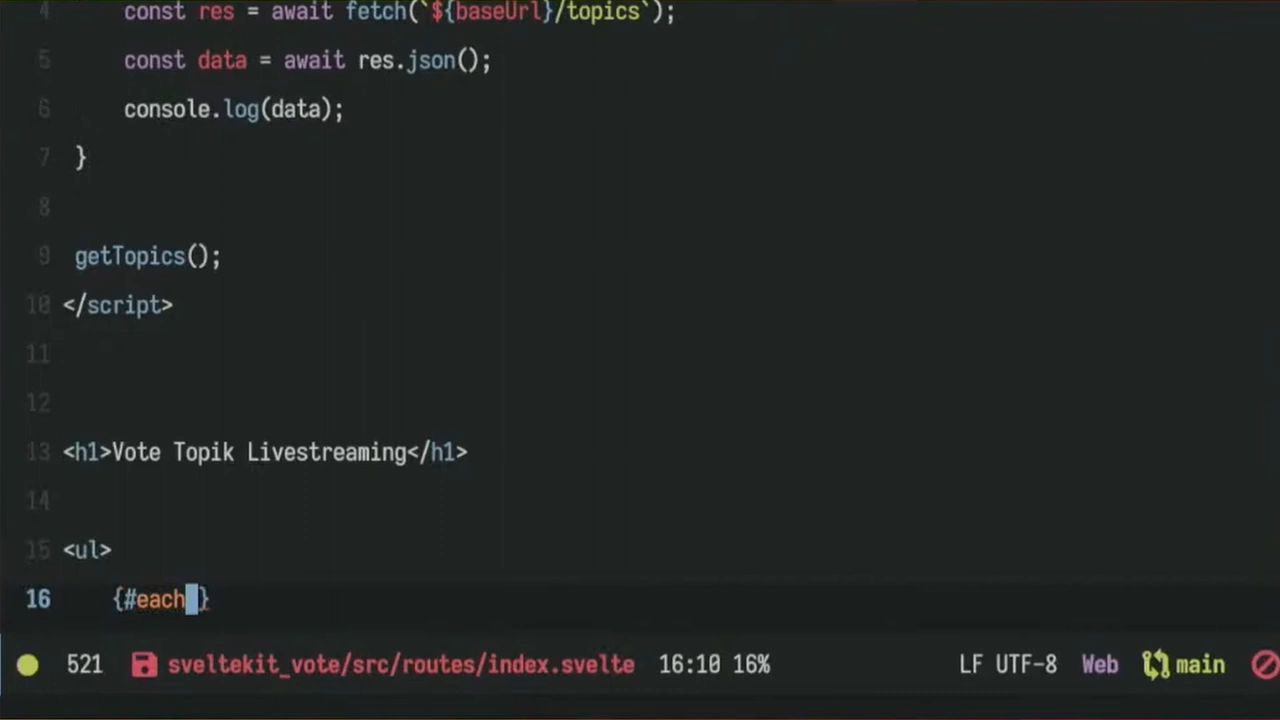 4 const res = await fetch(`${baseUrl}/topics`);
5 const data = await res.json();
6 console.log(data);
7 }
8
9 getTopics();
10 </script>
11
12
13 <h1>Vote Topik Livestreaming</h1>
14
15 <ul>
16 {#each }
521 sveltekit_vote/src/routes/index.svelte 16:10 16% LF UTF-8 Web main